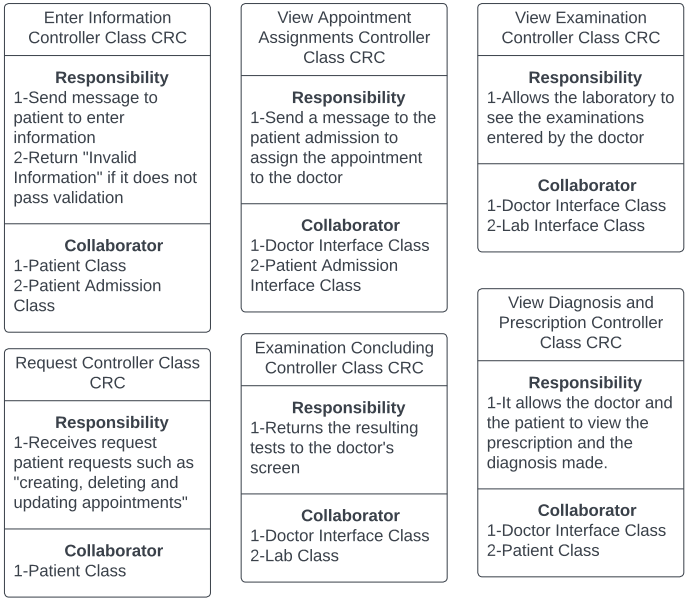 Enter Information
Controller Class CRC
Responsibility
1-Send message to
patient to enter
information
2-Return "Invalid
Information" if it does not
pass validation
Collaborator
1-Patient Class
2-Patient Admission
Class
Request Controller Class
CRC
Responsibility
1-Receives request
patient requests such as
"creating, deleting and
updating appointments"
Collaborator
1-Patient Class
View Appointment
Assignments Controller
Class CRC
Responsibility
1-Send a message to the
patient admission to
assign the appointment
to the doctor
Collaborator
1-Doctor Interface Class
2-Patient Admission
Interface Class
Examination Concluding
Controller Class CRC
Responsibility
1-Returns the resulting
tests to the doctor's
screen
Collaborator
1-Doctor Interface Class
2-Lab Class
View Examination
Controller Class CRC
Responsibility
1-Allows the laboratory to
see the examinations
entered by the doctor
Collaborator
1-Doctor Interface Class
2-Lab Interface Class
View Diagnosis and
Prescription Controller
Class CRC
Responsibility
1-It allows the doctor and
the patient to view the
prescription and the
diagnosis made.
Collaborator
1-Doctor Interface Class
2-Patient Class